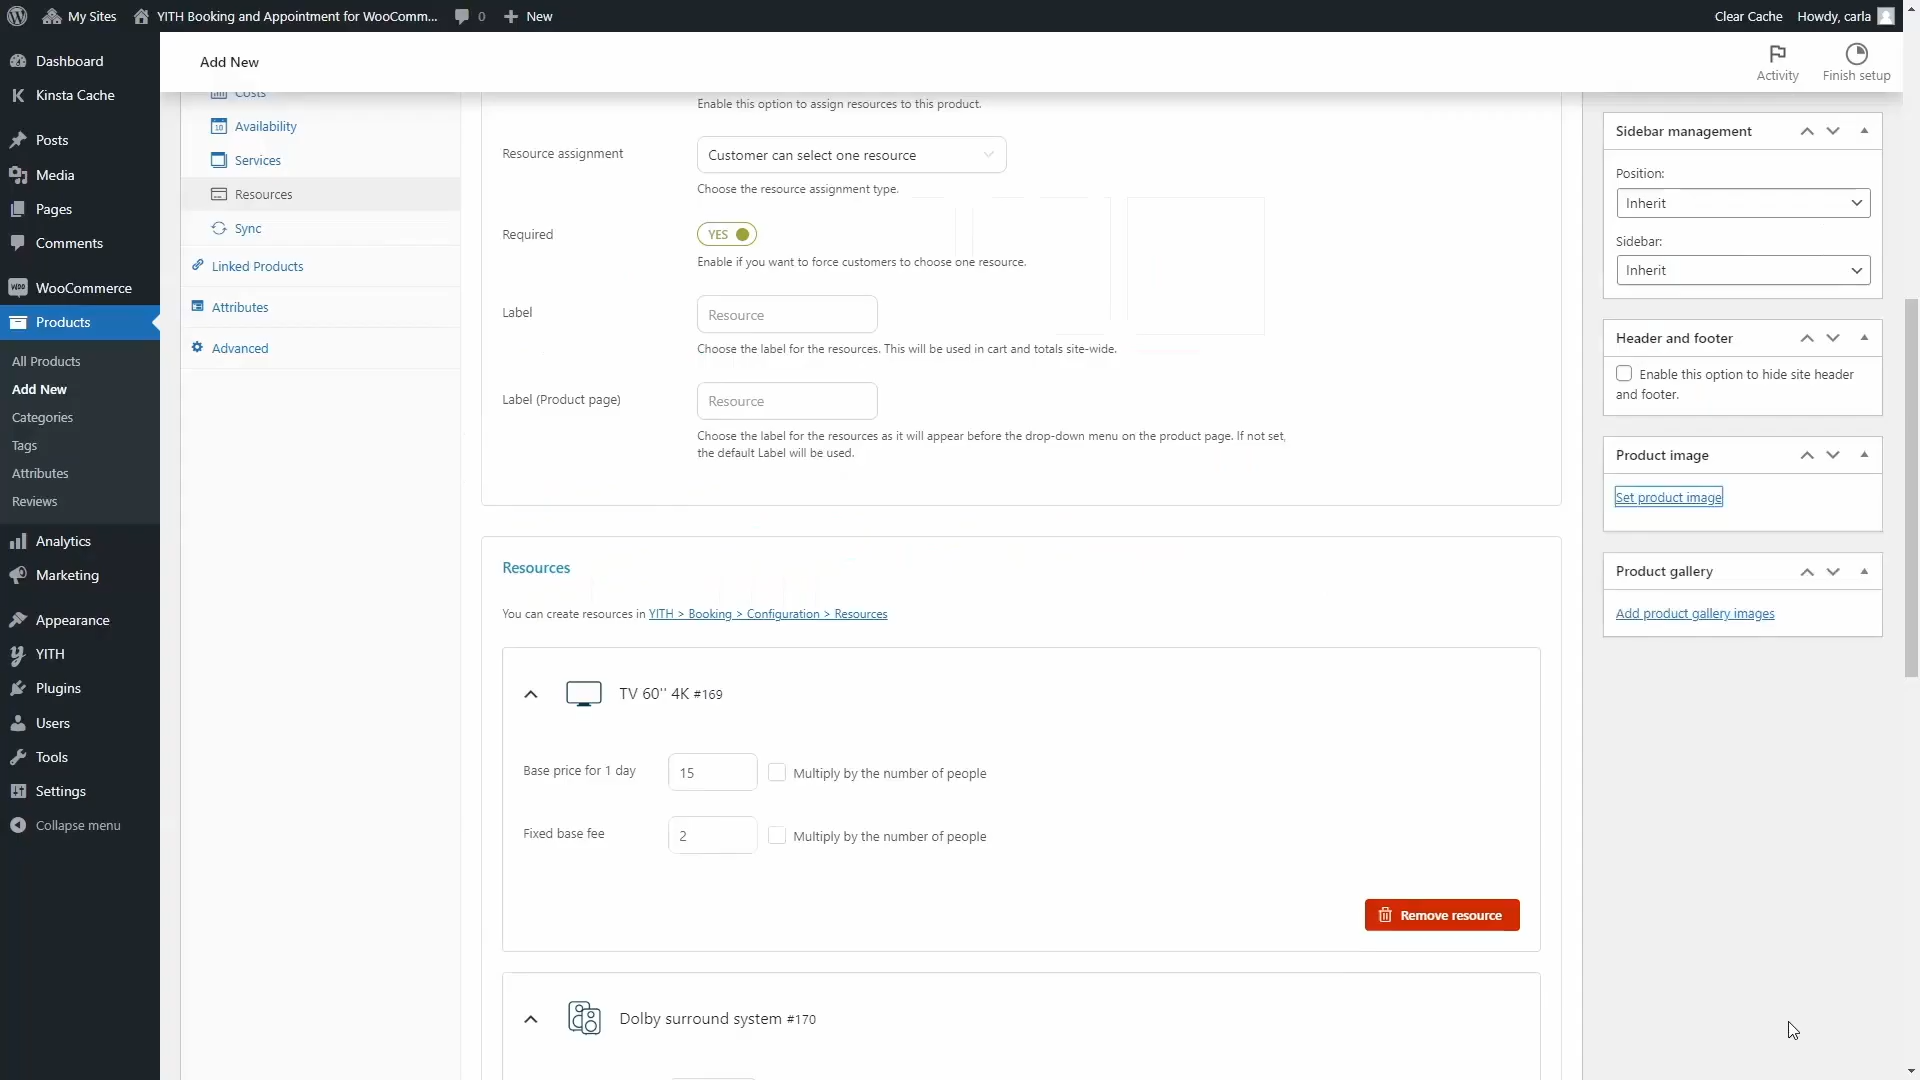 My Sites
YITH Booking and Appointment for WooComm...
0
New
Clear Cache
Howdy, carla
Dashboard
Kinsta Cache
Posts
Media
Pages
Comments
WooCommerce
Products
All Products
Add New
Categories
Tags
Attributes
Reviews
Analytics
Marketing
Appearance
YITH
Plugins
Users
Tools
Settings
Collapse menu
Add New
Activity
Finish setup
Costs
Availability
Services
Resources
Sync
Linked Products
Attributes
Advanced
Enable this option to assign resources to this product.
Resource assignment
Customer can select one resource
Choose the resource assignment type.
Required
YES
Enable if you want to force customers to choose one resource.
Label
Resource
Choose the label for the resources. This will be used in cart and totals site-wide.
Label (Product page)
Resource
Choose the label for the resources as it will appear before the drop-down menu on the product page. If not set,
the default Label will be used.
Resources
You can create resources in YITH > Booking > Configuration > Resources
TV 60'' 4K #169
Base price for 1 day
15
Multiply by the number of people
Fixed base fee
2
Multiply by the number of people
Remove resource
Dolby surround system #170
Sidebar management
Position:
Inherit
Sidebar:
Inherit
Header and footer
Enable this option to hide site header
and footer.
Product image
Set product image
Product gallery
Add product gallery images